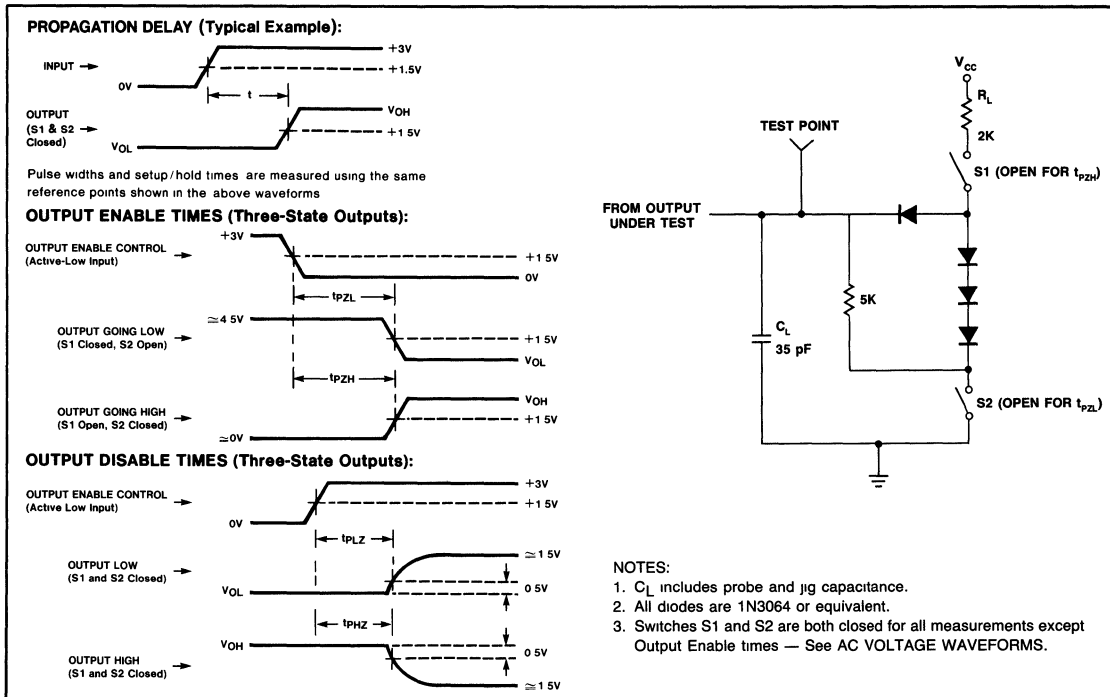 PROPAGATION DELAY (Typical Example):
INPUT
+3V
+1.5V
0V
t
OUTPUT
(S1 & S2
Closed)
VOH
+1 5V
VOL
Pulse widths and setup/hold times are measured using the same
reference points shown in the above waveforms
OUTPUT ENABLE TIMES (Three-State Outputs):
+3V
OUTPUT ENABLE CONTROL
(Active-Low Input)
+1 5V
0V
tPZL
≃4 5V
OUTPUT GOING LOW
(S1 Closed, S2 Open)
+1 5V
VOL
tPZH
OUTPUT GOING HIGH
(S1 Open, S2 Closed)
VOH
+1 5V
≃0V
OUTPUT DISABLE TIMES (Three-State Outputs):
OUTPUT ENABLE CONTROL
(Active Low Input)
+3V
+1 5V
0V
tPLZ
OUTPUT LOW
(S1 and S2 Closed)
≃1 5V
0 5V
VOL
tPHZ
VOH
0 5V
OUTPUT HIGH
(S1 and S2 Closed)
≃1 5V
VCC
RL
2K
TEST POINT
S1 (OPEN FOR tPZH)
FROM OUTPUT
UNDER TEST
5K
CL
35 pF
S2 (OPEN FOR tPZL)
NOTES:
1. CL includes probe and jig capacitance.
2. All diodes are 1N3064 or equivalent.
3. Switches S1 and S2 are both closed for all measurements except
Output Enable times — See AC VOLTAGE WAVEFORMS.